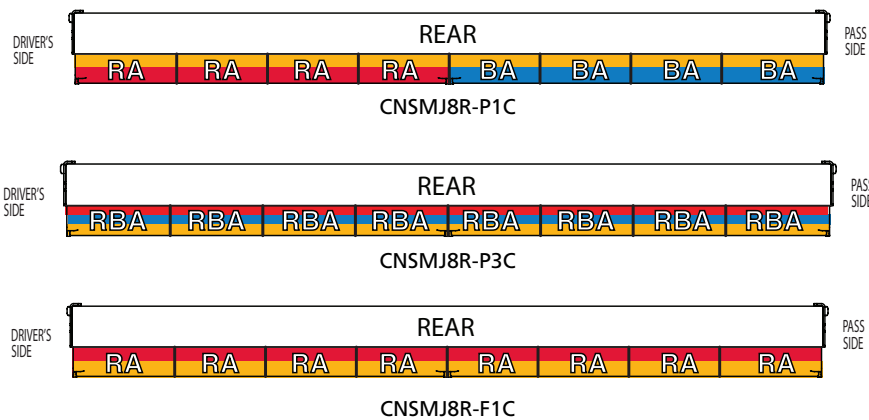 REAR
DRIVER'S
SIDE
PASS
SIDE
RA RA RA RA BA BA BA BA
CNSMJ8R-P1C
REAR
DRIVER'S
SIDE
PASS
SIDE
RBA RBA RBA RBA RBA RBA RBA RBA
CNSMJ8R-P3C
REAR
DRIVER'S
SIDE
PASS
SIDE
RA RA RA RA RA RA RA RA
CNSMJ8R-F1C